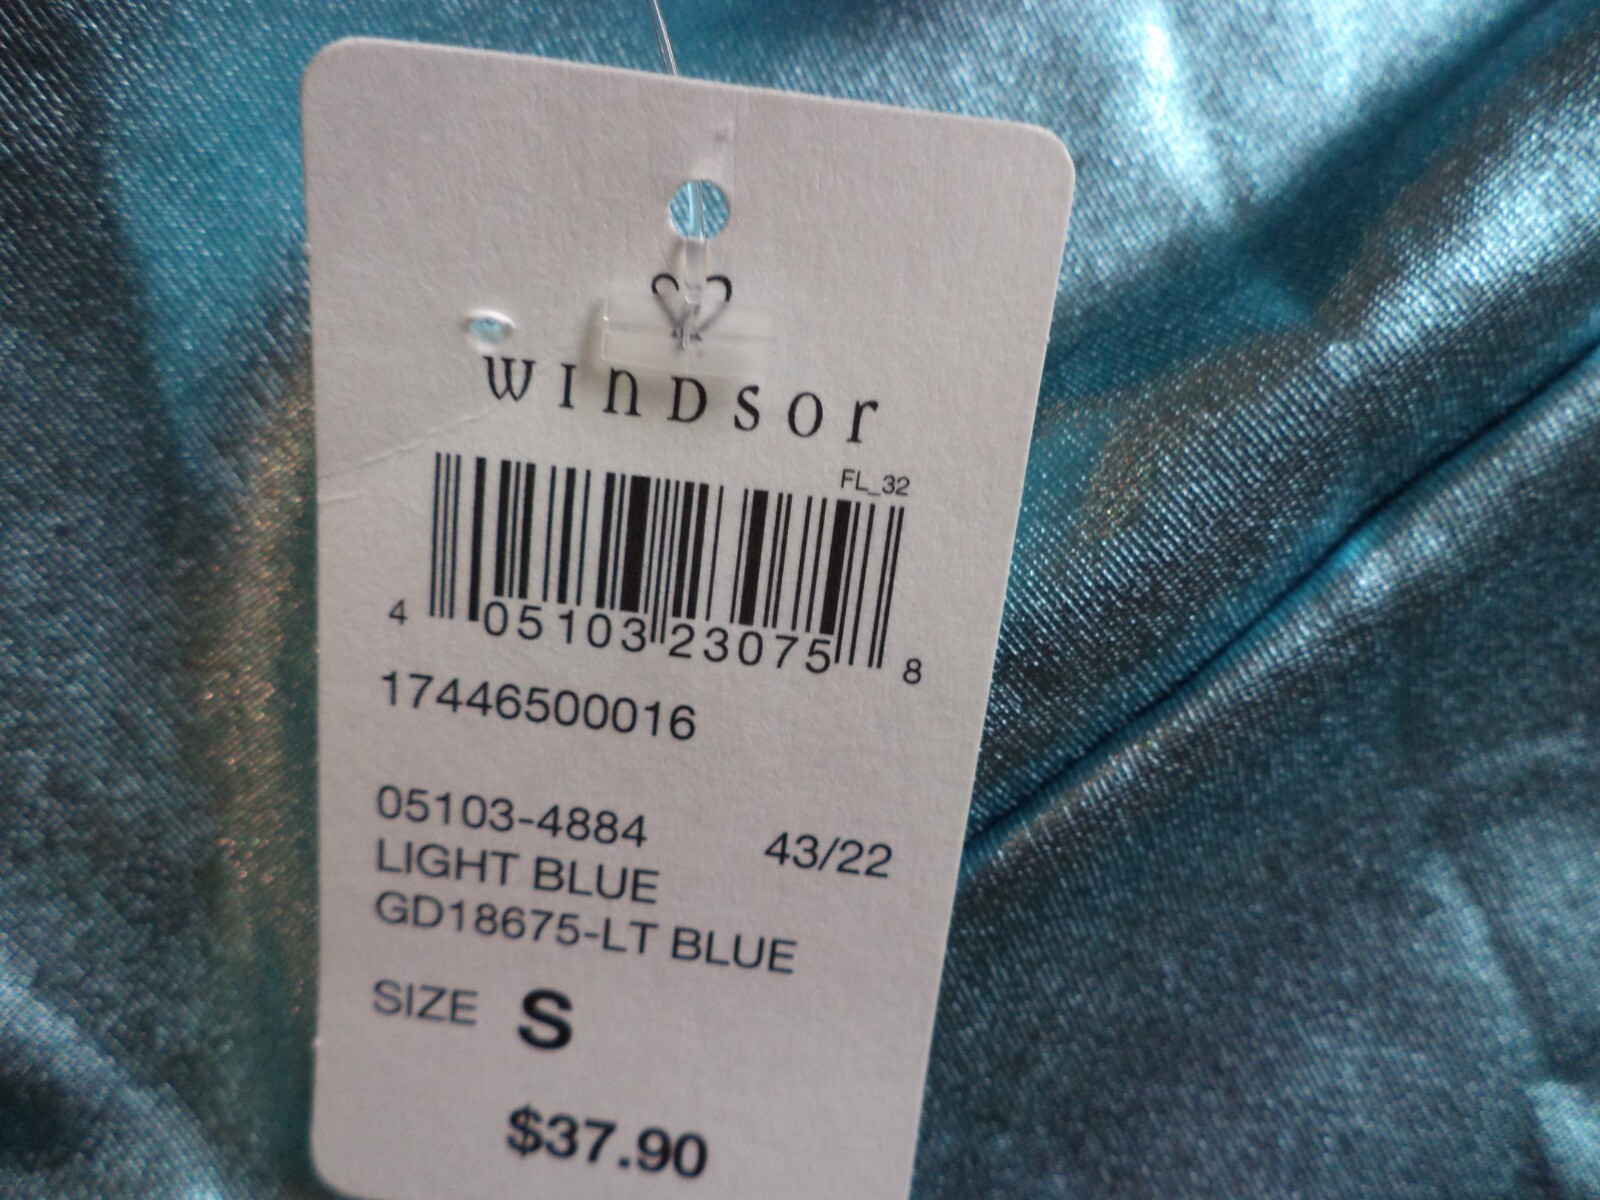 WINDSOR
FL_32
4 05103 23075 8
17446500016
05103-4884 43/22
LIGHT BLUE
GD18675-LT BLUE
SIZE S
$37.90